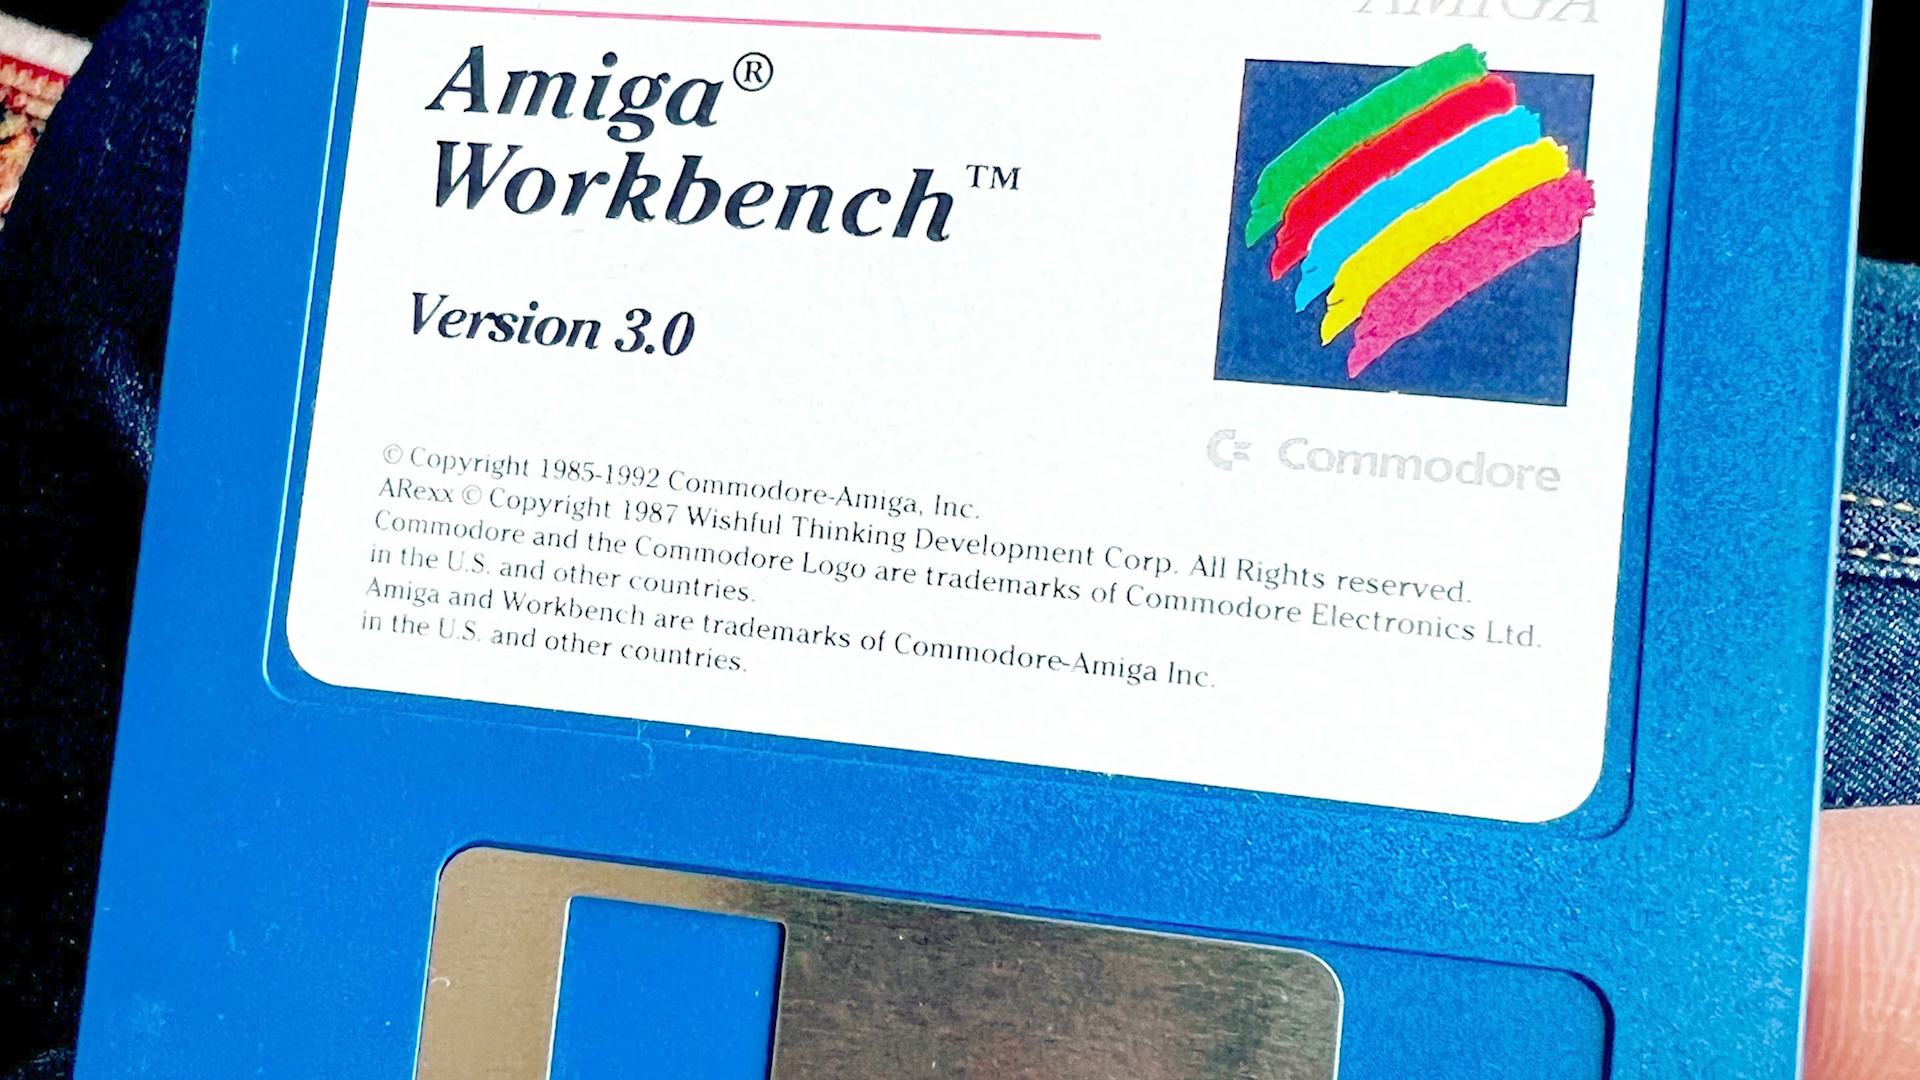 AMIGA
Amiga®
Workbench™
Version 3.0
Commodore
© Copyright 1985-1992 Commodore-Amiga, Inc.
ARexx © Copyright 1987 Wishful Thinking Development Corp. All Rights reserved.
Commodore and the Commodore Logo are trademarks of Commodore Electronics Ltd.
in the U.S. and other countries.
Amiga and Workbench are trademarks of Commodore-Amiga Inc.
in the U.S. and other countries.